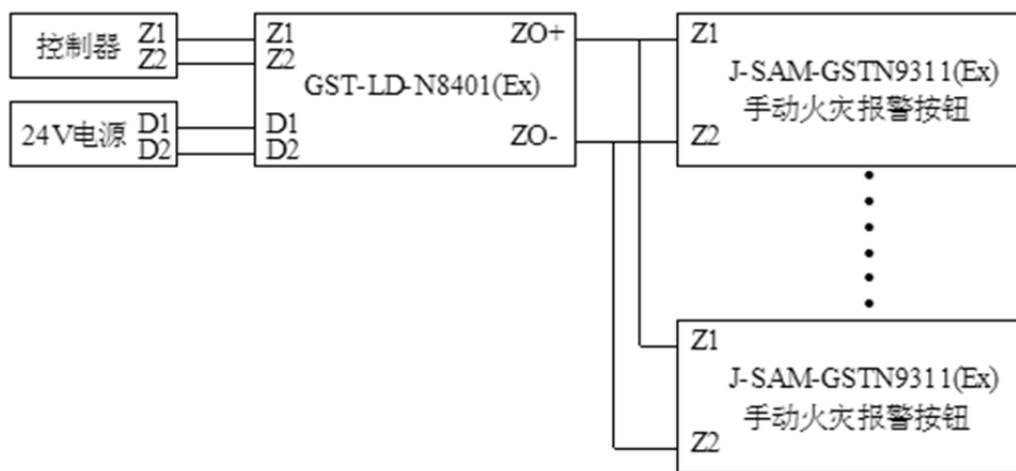 控制器
Z1
Z2
Z1
Z2
GST-LD-N8401(Ex)
ZO+
ZO-
24V电源
D1
D2
D1
D2
Z1
J-SAM-GSTN9311(Ex)
手动火灾报警按钮
Z2
Z1
J-SAM-GSTN9311(Ex)
手动火灾报警按钮
Z2